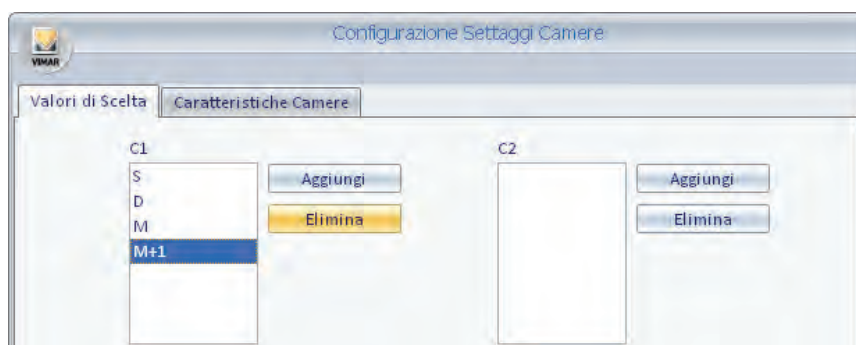 Configurazione Settaggi Camere
VIMAR
Valori di Scelta Caratteristiche Camere
C1 C2
S Aggiungi Aggiungi
D
Elimina Elimina
M
M+1